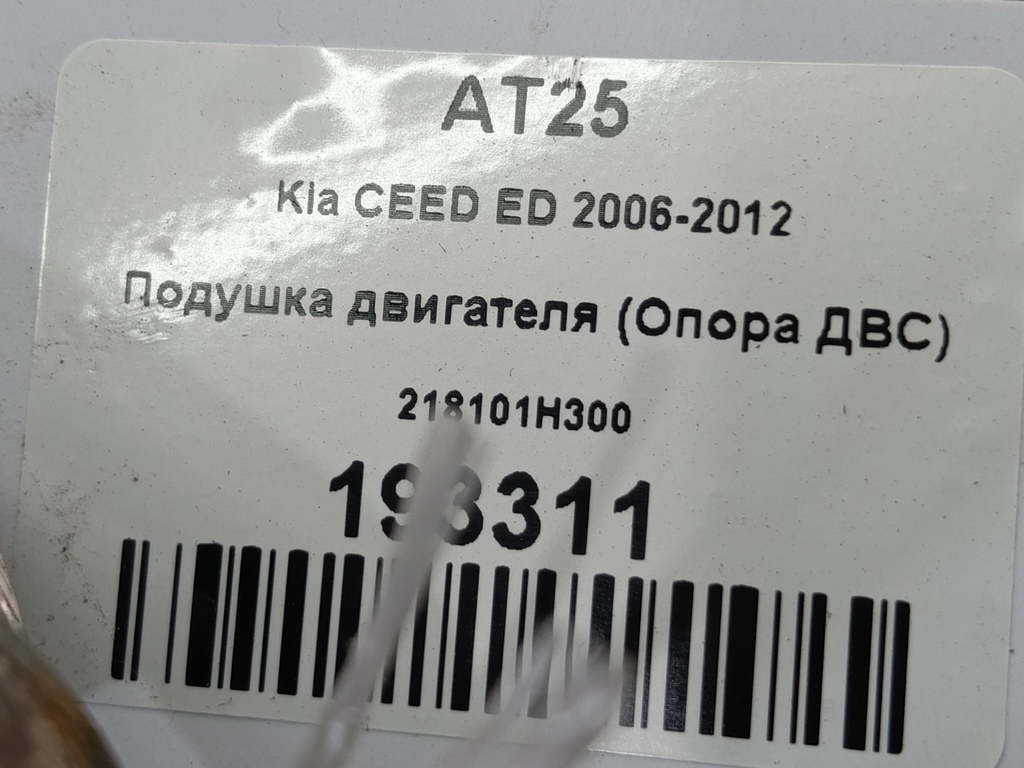 AT25
Kia CEED ED 2006-2012
Подушка двигателя (Опора ДВС)
218101H300